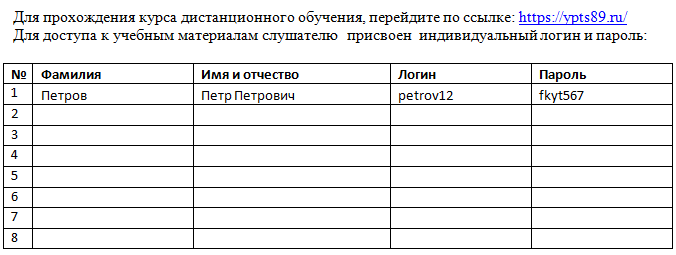 Для прохождения курса дистанционного обучения, перейдите по ссылке: https://vpts89.ru/
Для доступа к учебным материалам слушателю присвоен индивидуальный логин и пароль:
№ Фамилия Имя и отчество Логин Пароль
1 Петров Петр Петрович petrov12 fkyt567
2
3
4
5
6
7
8